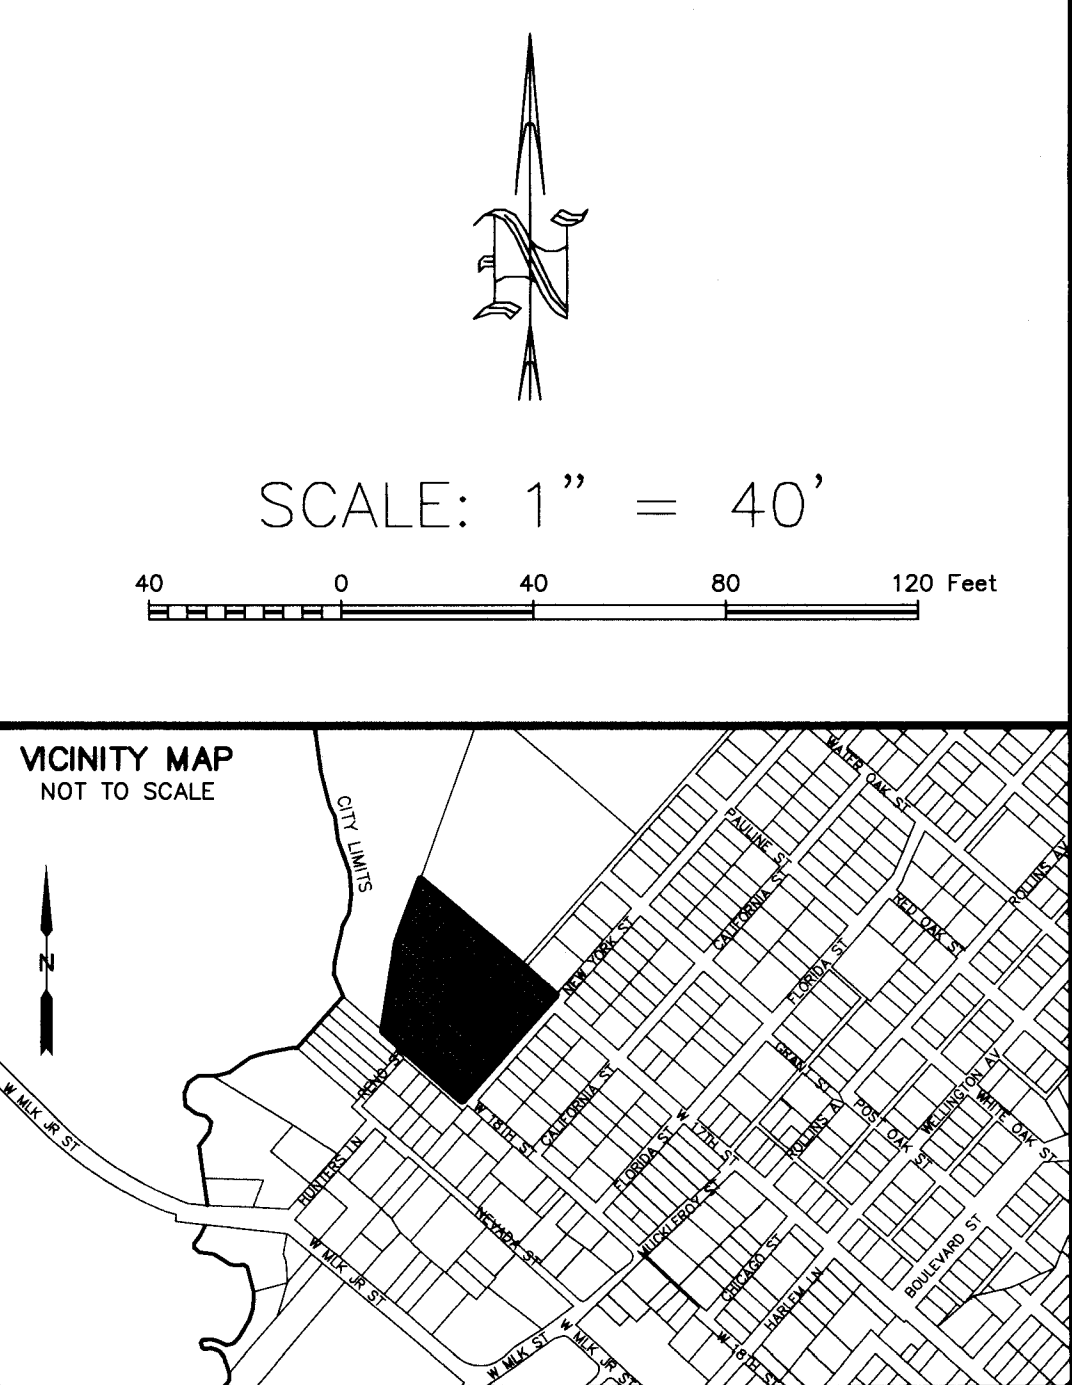 N
SCALE: 1" = 40'
40 0 40 80 120 Feet
VICINITY MAP
NOT TO SCALE
CITY LIMITS
N
WATER OAK ST
PAULINE ST
CALIFORNIA ST
ROLLINS AV
RED OAK ST
NEW YORK ST
FLORIDA ST
GRANT ST
RENO ST
W 18TH ST
CALIFORNIA ST
W 17TH ST
ROLLINS AV
POST OAK ST
WELLINGTON AV
WHITE OAK ST
W MLK JR ST
HUNTERS LN
FLORIDA ST
NEVADA ST
MUCKLEROY ST
W MLK JR ST
CHICAGO ST
HARLEM LN
BOULEVARD ST
W MLK ST
W MLK JR ST
W 18TH ST